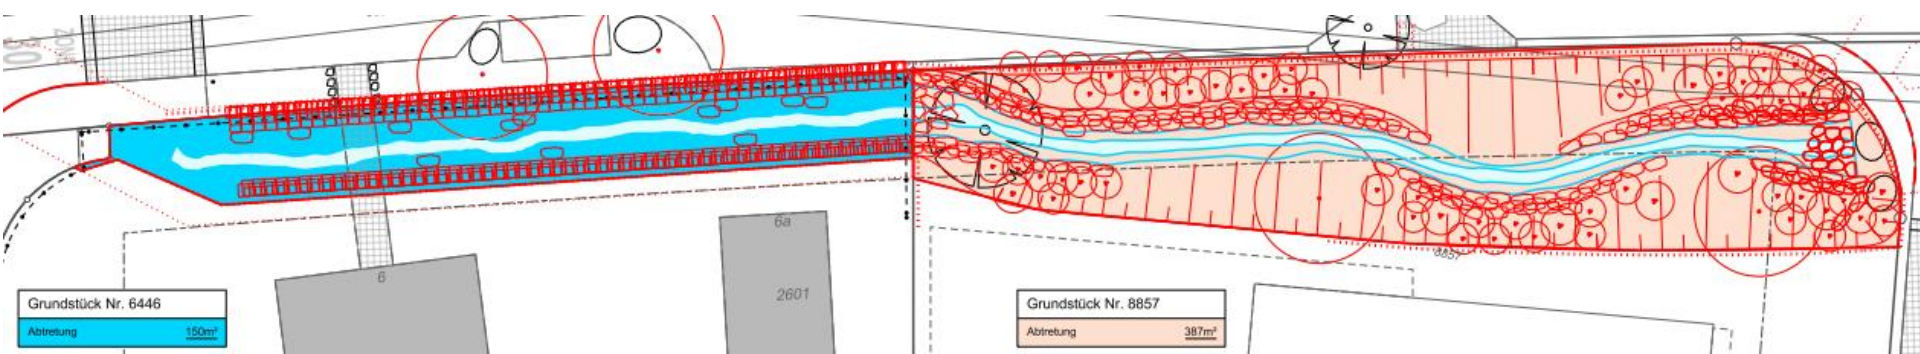 6a
6
2601
8857
Grundstück Nr. 6446
Abtretung 150m²
Grundstück Nr. 8857
Abtretung 387m²